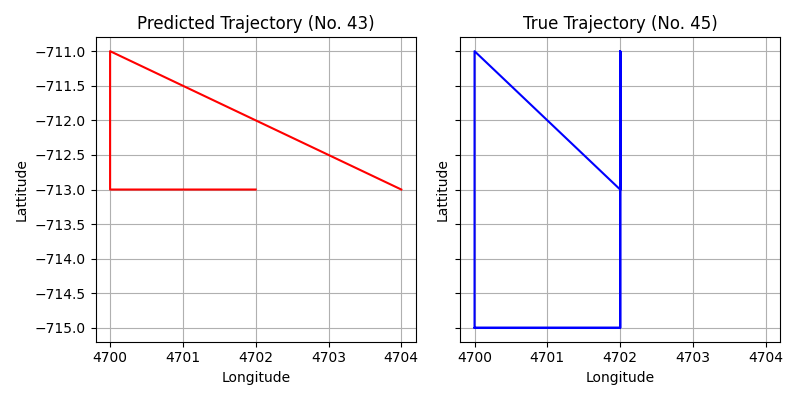 Predicted Trajectory (No. 43)
True Trajectory (No. 45)
−711.0
−711.5
−712.0
−712.5
−713.0
−713.5
−714.0
−714.5
−715.0
Lattitude
Lattitude
4700 4701 4702 4703 4704
4700 4701 4702 4703 4704
Longitude
Longitude